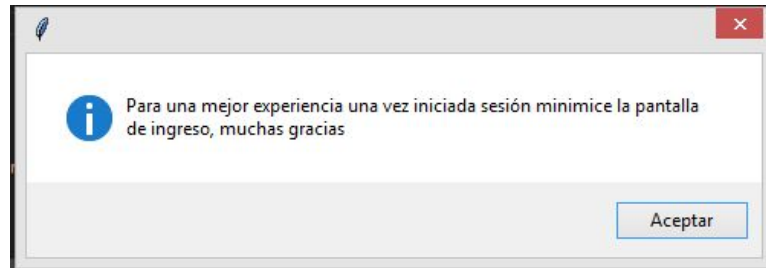 Para una mejor experiencia una vez iniciada sesión minimice la pantalla
de ingreso, muchas gracias
Aceptar